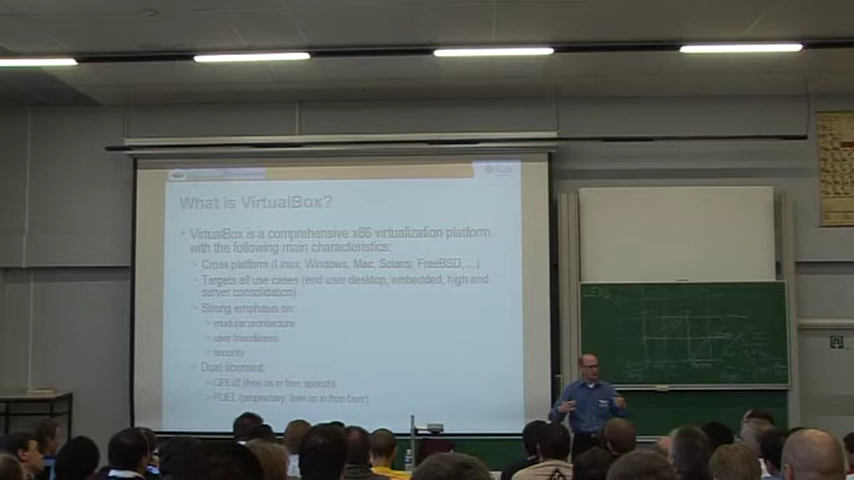 What is VirtualBox?
• VirtualBox is a comprehensive x86 virtualization platform
with the following main characteristics:
> Cross platform (Linux, Windows, Mac, Solaris, FreeBSD, ...)
> Targets all use cases (end user desktop, embedded, high end
server consolidation)
> Strong emphasis on:
> modular architecture
> user friendliness
> security
> Dual licensed:
> GPLv2 (free as in free speech)
> PUEL (proprietary, free as in free beer)